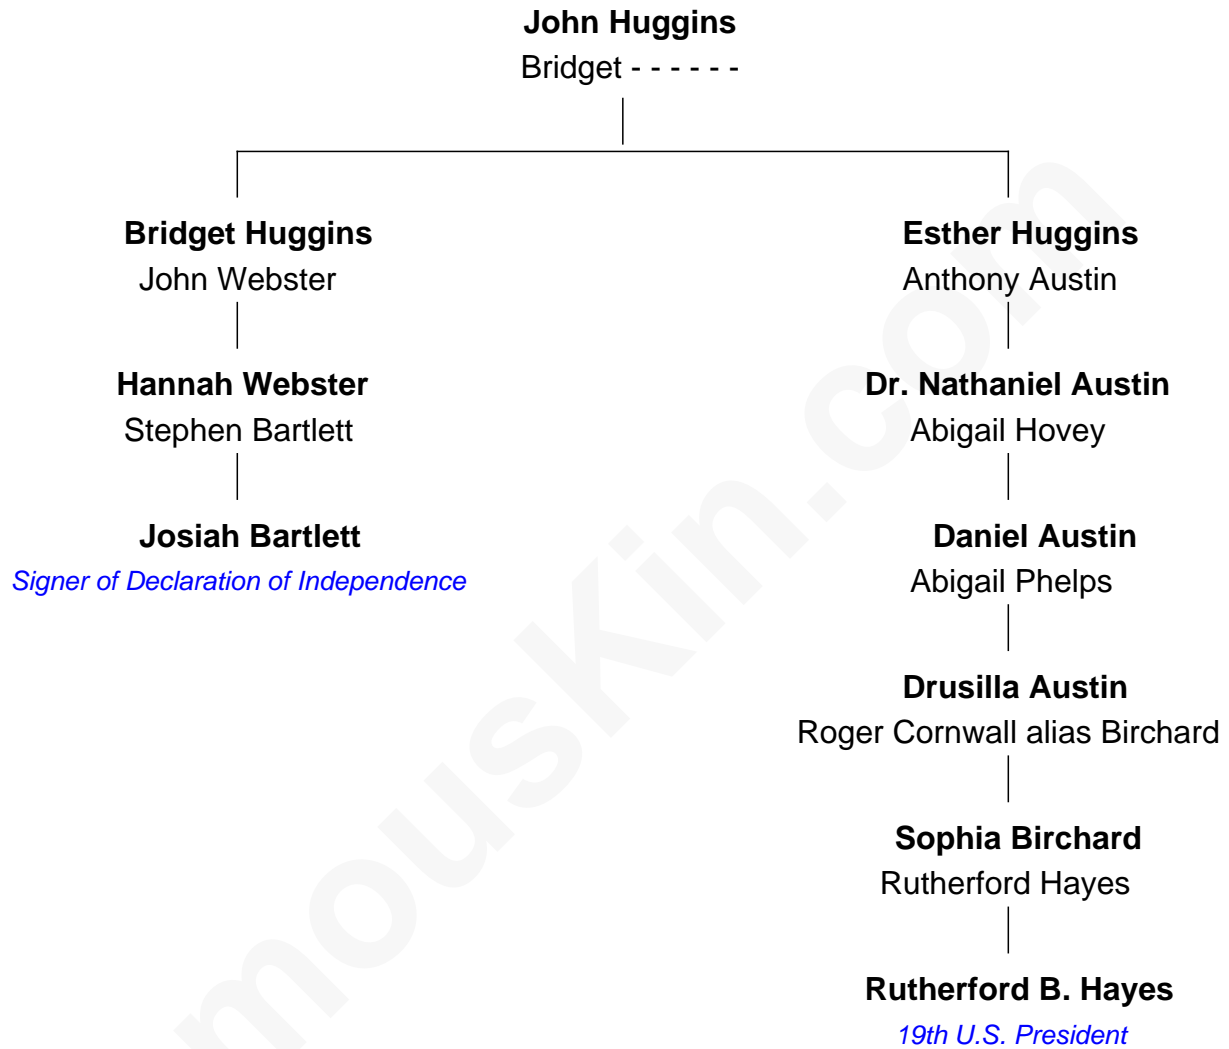 John Huggins
Bridget - - - - - -
Bridget Huggins
John Webster
Hannah Webster
Stephen Bartlett
Josiah Bartlett
Signer of Declaration of Independence
Esther Huggins
Anthony Austin
Dr. Nathaniel Austin
Abigail Hovey
Daniel Austin
Abigail Phelps
Drusilla Austin
Roger Cornwall alias Birchard
Sophia Birchard
Rutherford Hayes
Rutherford B. Hayes
19th U.S. President
mouskin.com